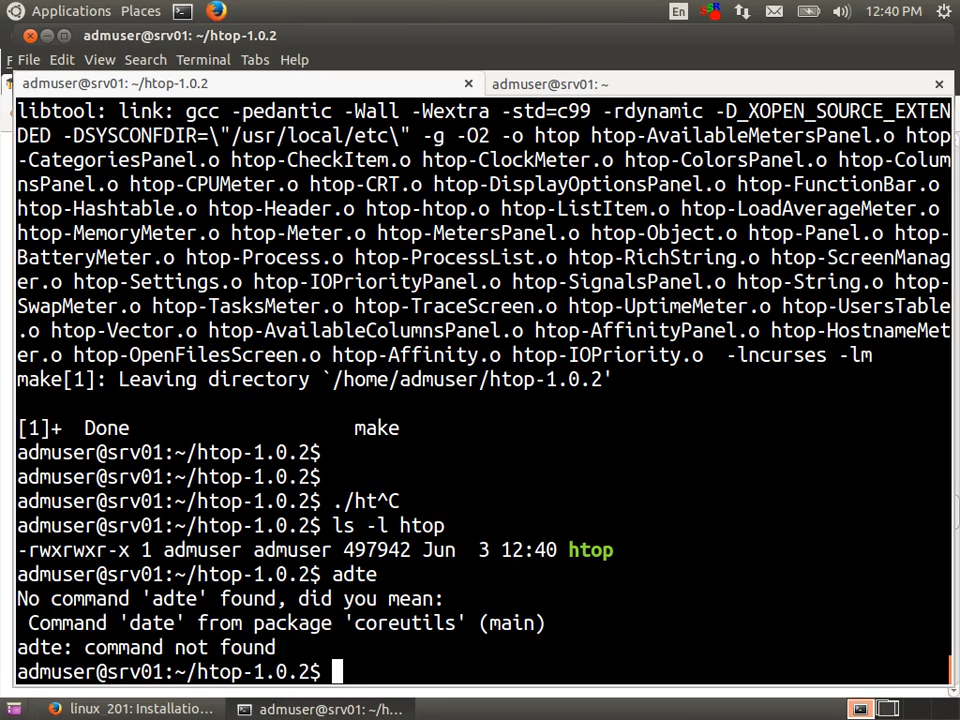 Applications Places En 12:40 PM
admuser@srv01: ~/htop-1.0.2
File Edit View Search Terminal Tabs Help
admuser@srv01: ~/htop-1.0.2 × admuser@srv01: ~ ×
libtool: link: gcc -pedantic -Wall -Wextra -std=c99 -rdynamic -D_XOPEN_SOURCE_EXTEN
DED -DSYSCONFDIR=\"/usr/local/etc\" -g -O2 -o htop htop-AvailableMetersPanel.o htop
-CategoriesPanel.o htop-CheckItem.o htop-ClockMeter.o htop-ColorsPanel.o htop-Colum
nsPanel.o htop-CPUMeter.o htop-CRT.o htop-DisplayOptionsPanel.o htop-FunctionBar.o
htop-Hashtable.o htop-Header.o htop-htop.o htop-ListItem.o htop-LoadAverageMeter.o
htop-MemoryMeter.o htop-Meter.o htop-MetersPanel.o htop-Object.o htop-Panel.o htop-
BatteryMeter.o htop-Process.o htop-ProcessList.o htop-RichString.o htop-ScreenManag
er.o htop-Settings.o htop-IOPriorityPanel.o htop-SignalsPanel.o htop-String.o htop-
SwapMeter.o htop-TasksMeter.o htop-TraceScreen.o htop-UptimeMeter.o htop-UsersTable
.o htop-Vector.o htop-AvailableColumnsPanel.o htop-AffinityPanel.o htop-HostnameMet
er.o htop-OpenFilesScreen.o htop-Affinity.o htop-IOPriority.o  -lncurses -lm
make[1]: Leaving directory `/home/admuser/htop-1.0.2'
[1]+  Done                    make
admuser@srv01:~/htop-1.0.2$
admuser@srv01:~/htop-1.0.2$
admuser@srv01:~/htop-1.0.2$ ./ht^C
admuser@srv01:~/htop-1.0.2$ ls -l htop
-rwxrwxr-x 1 admuser admuser 497942 Jun  3 12:40 htop
admuser@srv01:~/htop-1.0.2$ adte
No command 'adte' found, did you mean:
 Command 'date' from package 'coreutils' (main)
adte: command not found
admuser@srv01:~/htop-1.0.2$
linux_201: Installatio... admuser@srv01: ~/h...